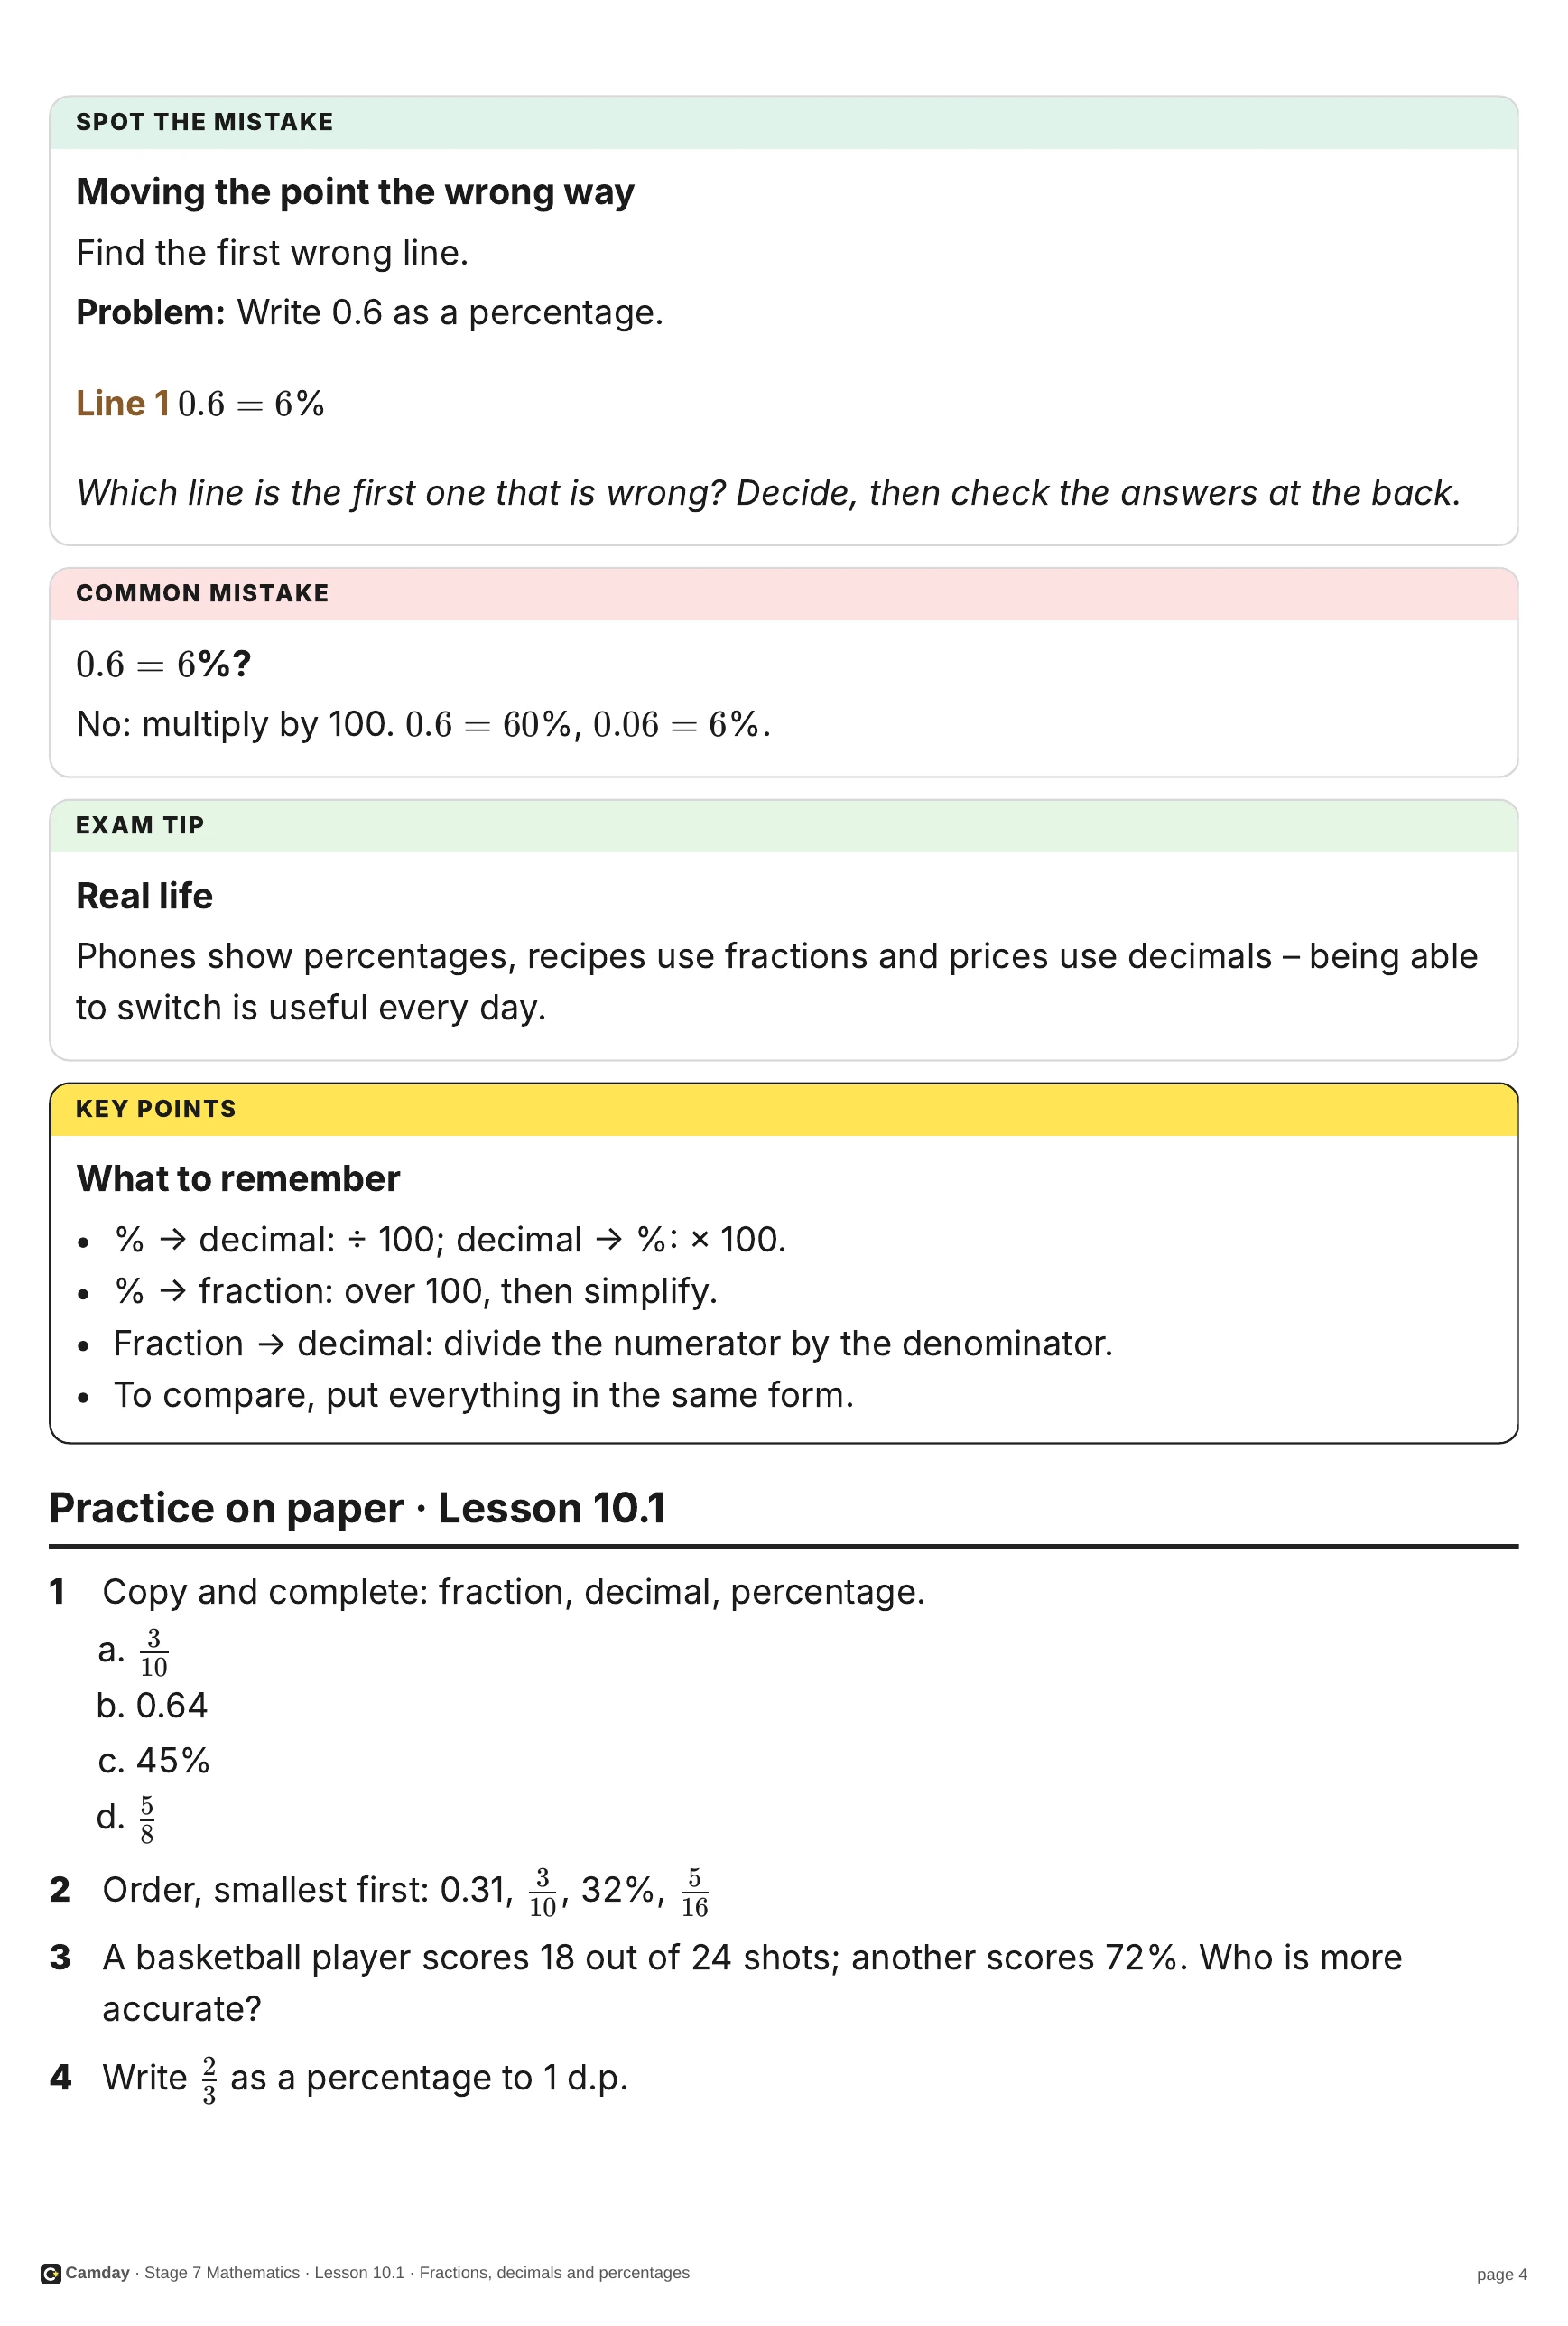 SPOT THE MISTAKE
Moving the point the wrong way
Find the first wrong line.
Problem: Write 0.6 as a percentage.
Line 1 0.6 = 6%
Which line is the first one that is wrong? Decide, then check the answers at the back.
COMMON MISTAKE
0.6 = 6%?
No: multiply by 100. 0.6 = 60%, 0.06 = 6%.
EXAM TIP
Real life
Phones show percentages, recipes use fractions and prices use decimals – being able
to switch is useful every day.
KEY POINTS
What to remember
• % → decimal: ÷ 100; decimal → %: × 100.
• % → fraction: over 100, then simplify.
• Fraction → decimal: divide the numerator by the denominator.
• To compare, put everything in the same form.
Practice on paper · Lesson 10.1
1 Copy and complete: fraction, decimal, percentage.
a. 3/10
b. 0.64
c. 45%
d. 5/8
2 Order, smallest first: 0.31, 3/10, 32%, 5/16
3 A basketball player scores 18 out of 24 shots; another scores 72%. Who is more
accurate?
4 Write 2/3 as a percentage to 1 d.p.
Camday · Stage 7 Mathematics · Lesson 10.1 · Fractions, decimals and percentages
page 4